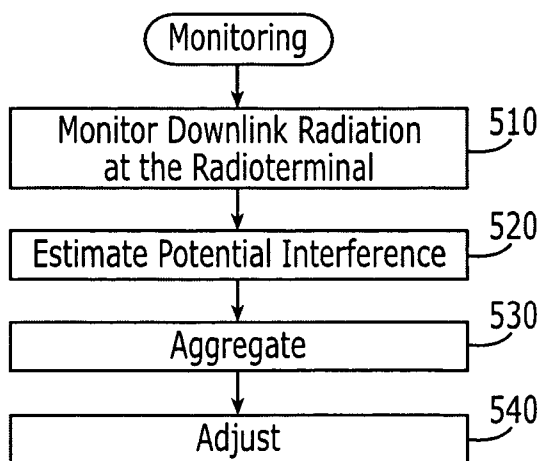 Monitoring
Monitor Downlink Radiation
at the Radioterminal
510
Estimate Potential Interference
520
Aggregate
530
Adjust
540